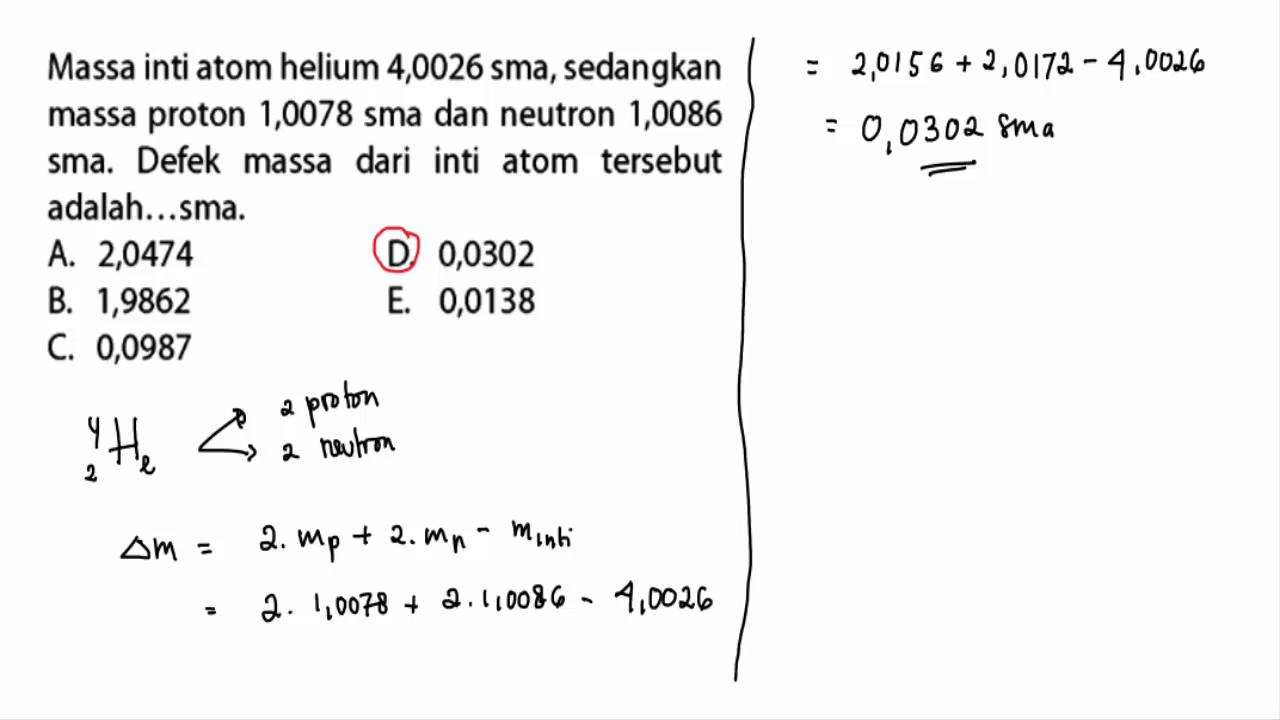 Massa inti atom helium 4,0026 sma, sedangkan
massa proton 1,0078 sma dan neutron 1,0086
sma. Defek massa dari inti atom tersebut
adalah...sma.
A. 2,0474
B. 1,9862
C. 0,0987
D. 0,0302
E. 0,0138
4
2 He
2 proton
2 neutron
Δm = 2. mp + 2. mn - minti
= 2. 1,0078 + 2. 1,0086 - 4,0026
= 2,0156 + 2,0172 - 4,0026
= 0,0302 sma